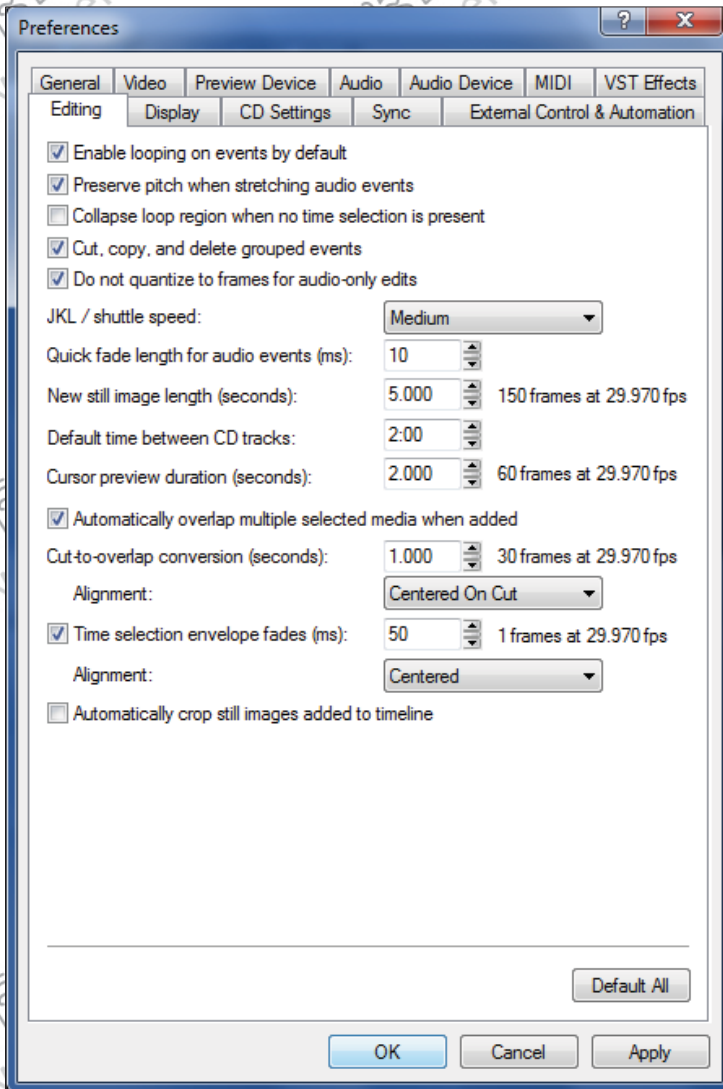 Preferences
?
General Video Preview Device Audio Audio Device MIDI VST Effects
Editing Display CD Settings Sync External Control & Automation
Enable looping on events by default
Preserve pitch when stretching audio events
Collapse loop region when no time selection is present
Cut, copy, and delete grouped events
Do not quantize to frames for audio-only edits
JKL / shuttle speed: Medium
Quick fade length for audio events (ms): 10
New still image length (seconds): 5.000 150 frames at 29.970 fps
Default time between CD tracks: 2:00
Cursor preview duration (seconds): 2.000 60 frames at 29.970 fps
Automatically overlap multiple selected media when added
Cut-to-overlap conversion (seconds): 1.000 30 frames at 29.970 fps
Alignment: Centered On Cut
Time selection envelope fades (ms): 50 1 frames at 29.970 fps
Alignment: Centered
Automatically crop still images added to timeline
Default All
OK Cancel Apply